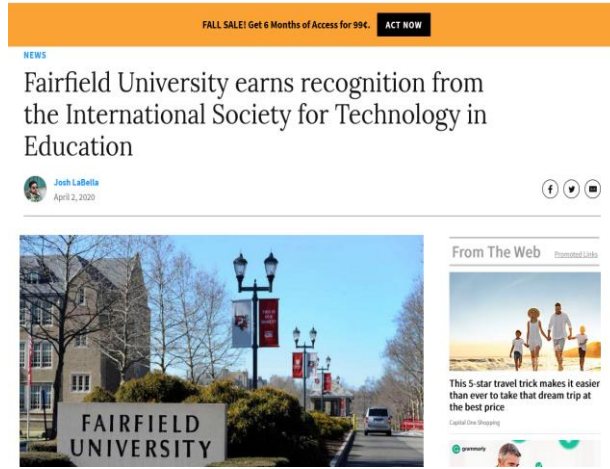 FALL SALE! Get 6 Months of Access for 99¢. ACT NOW
NEWS
Fairfield University earns recognition from
the International Society for Technology in
Education
Josh LaBella
April 2, 2020
From The Web Promoted Links
This 5-star travel trick makes it easier
than ever to take that dream trip at
the best price
Capital One Shopping
grammarly
FAIRFIELD
UNIVERSITY